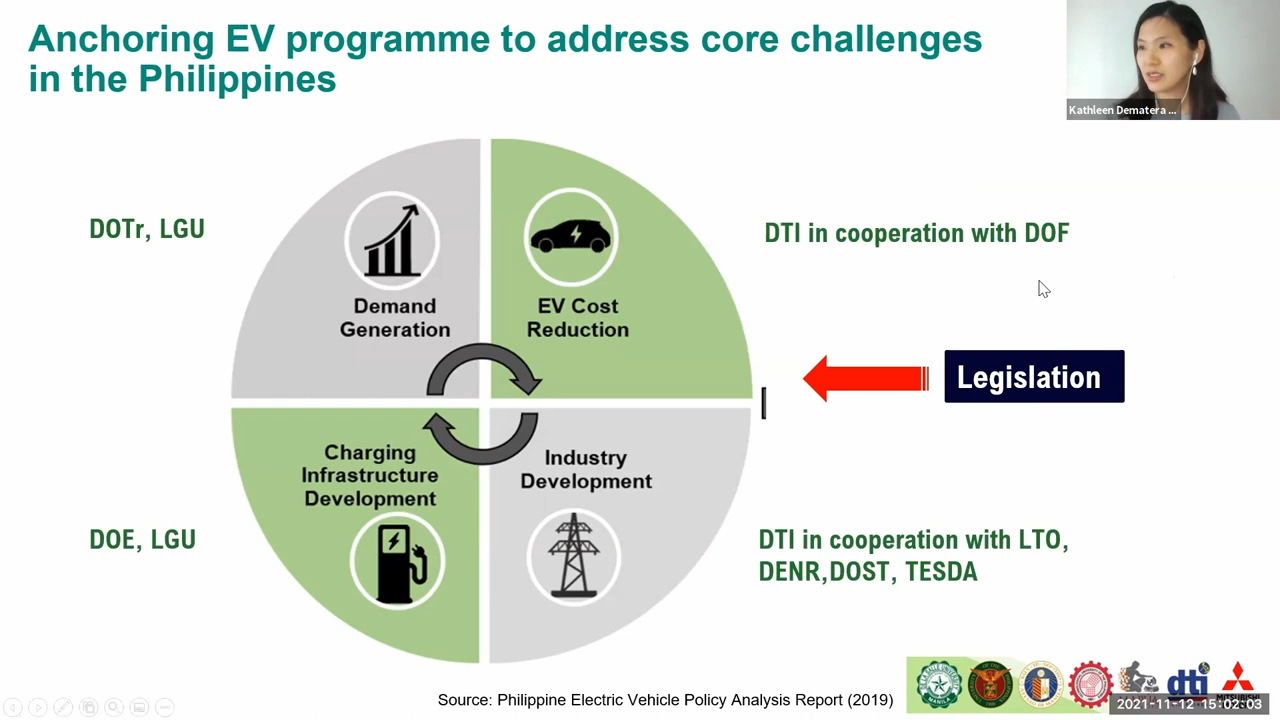 Anchoring EV programme to address core challenges
in the Philippines
Kathleen Dematera ...
DOTr, LGU
Demand
Generation
EV Cost
Reduction
DTI in cooperation with DOF
Legislation
Charging
Infrastructure
Development
Industry
Development
DOE, LGU
DTI in cooperation with LTO,
DENR,DOST, TESDA
Source: Philippine Electric Vehicle Policy Analysis Report (2019)
dti
2021-11-12 15:02:03